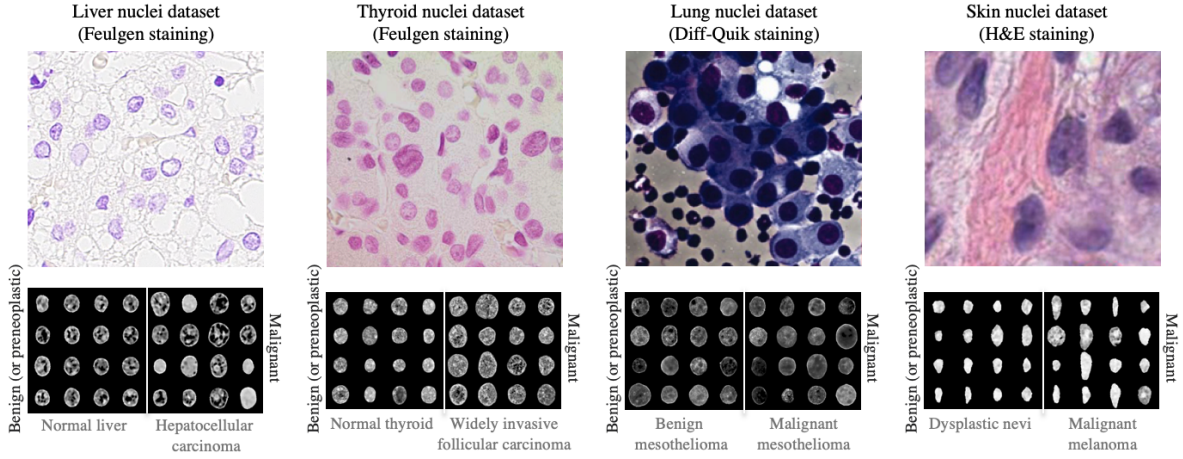 Liver nuclei dataset
(Feulgen staining)
Thyroid nuclei dataset
(Feulgen staining)
Lung nuclei dataset
(Diff-Quik staining)
Skin nuclei dataset
(H&E staining)
Benign (or preneoplastic)
Malignant
Normal liver
Hepatocellular
carcinoma
Benign (or preneoplastic)
Malignant
Normal thyroid
Widely invasive
follicular carcinoma
Benign (or preneoplastic)
Malignant
Benign
mesothelioma
Malignant
mesothelioma
Benign (or preneoplastic)
Malignant
Dysplastic nevi
Malignant
melanoma